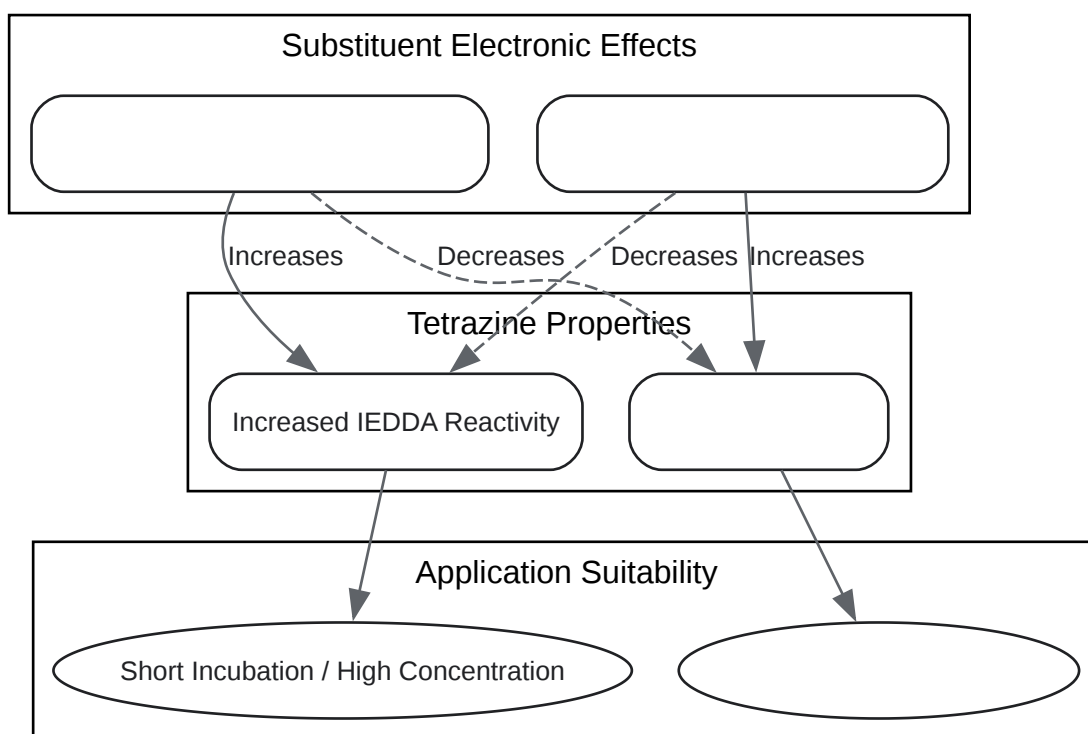 Substituent Electronic Effects
Increases
Decreases
Decreases
Increases
Tetrazine Properties
Increased IEDDA Reactivity
Application Suitability
Short Incubation / High Concentration